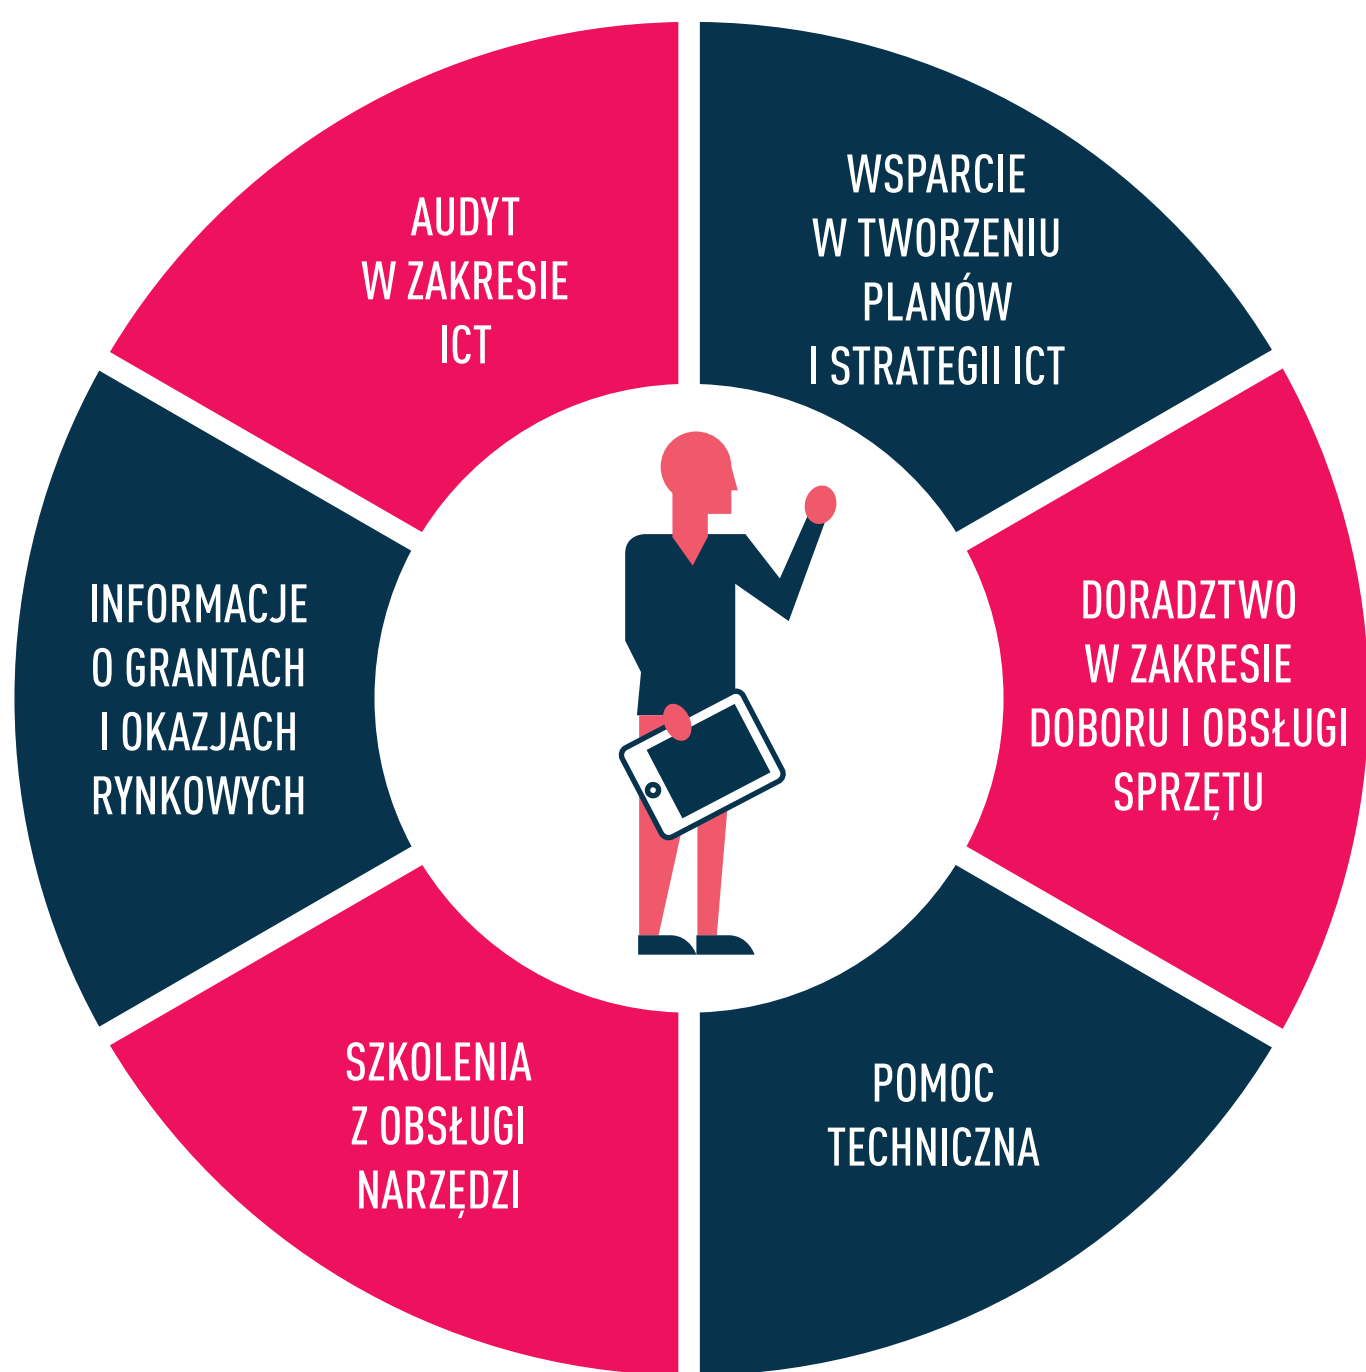 AUDYT
W ZAKRESIE
ICT
WSPARCIE
W TWORZENIU
PLANÓW
I STRATEGII ICT
DORADZTWO
W ZAKRESIE
DOBORU I OBSŁUGI
SPRZĘTU
POMOC
TECHNICZNA
SZKOLENIA
Z OBSŁUGI
NARZĘDZI
INFORMACJE
O GRANTACH
I OKAZJACH
RYNKOWYCH